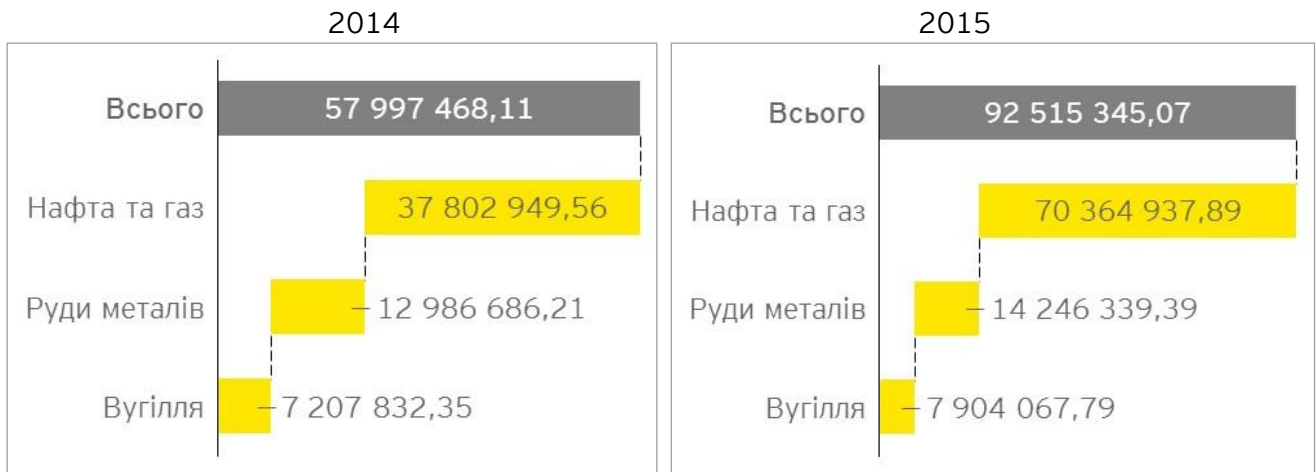 2014
Всього 57 997 468,11
Нафта та газ 37 802 949,56
Руди металів 12 986 686,21
Вугілля 7 207 832,35
2015
Всього 92 515 345,07
Нафта та газ 70 364 937,89
Руди металів 14 246 339,39
Вугілля 7 904 067,79